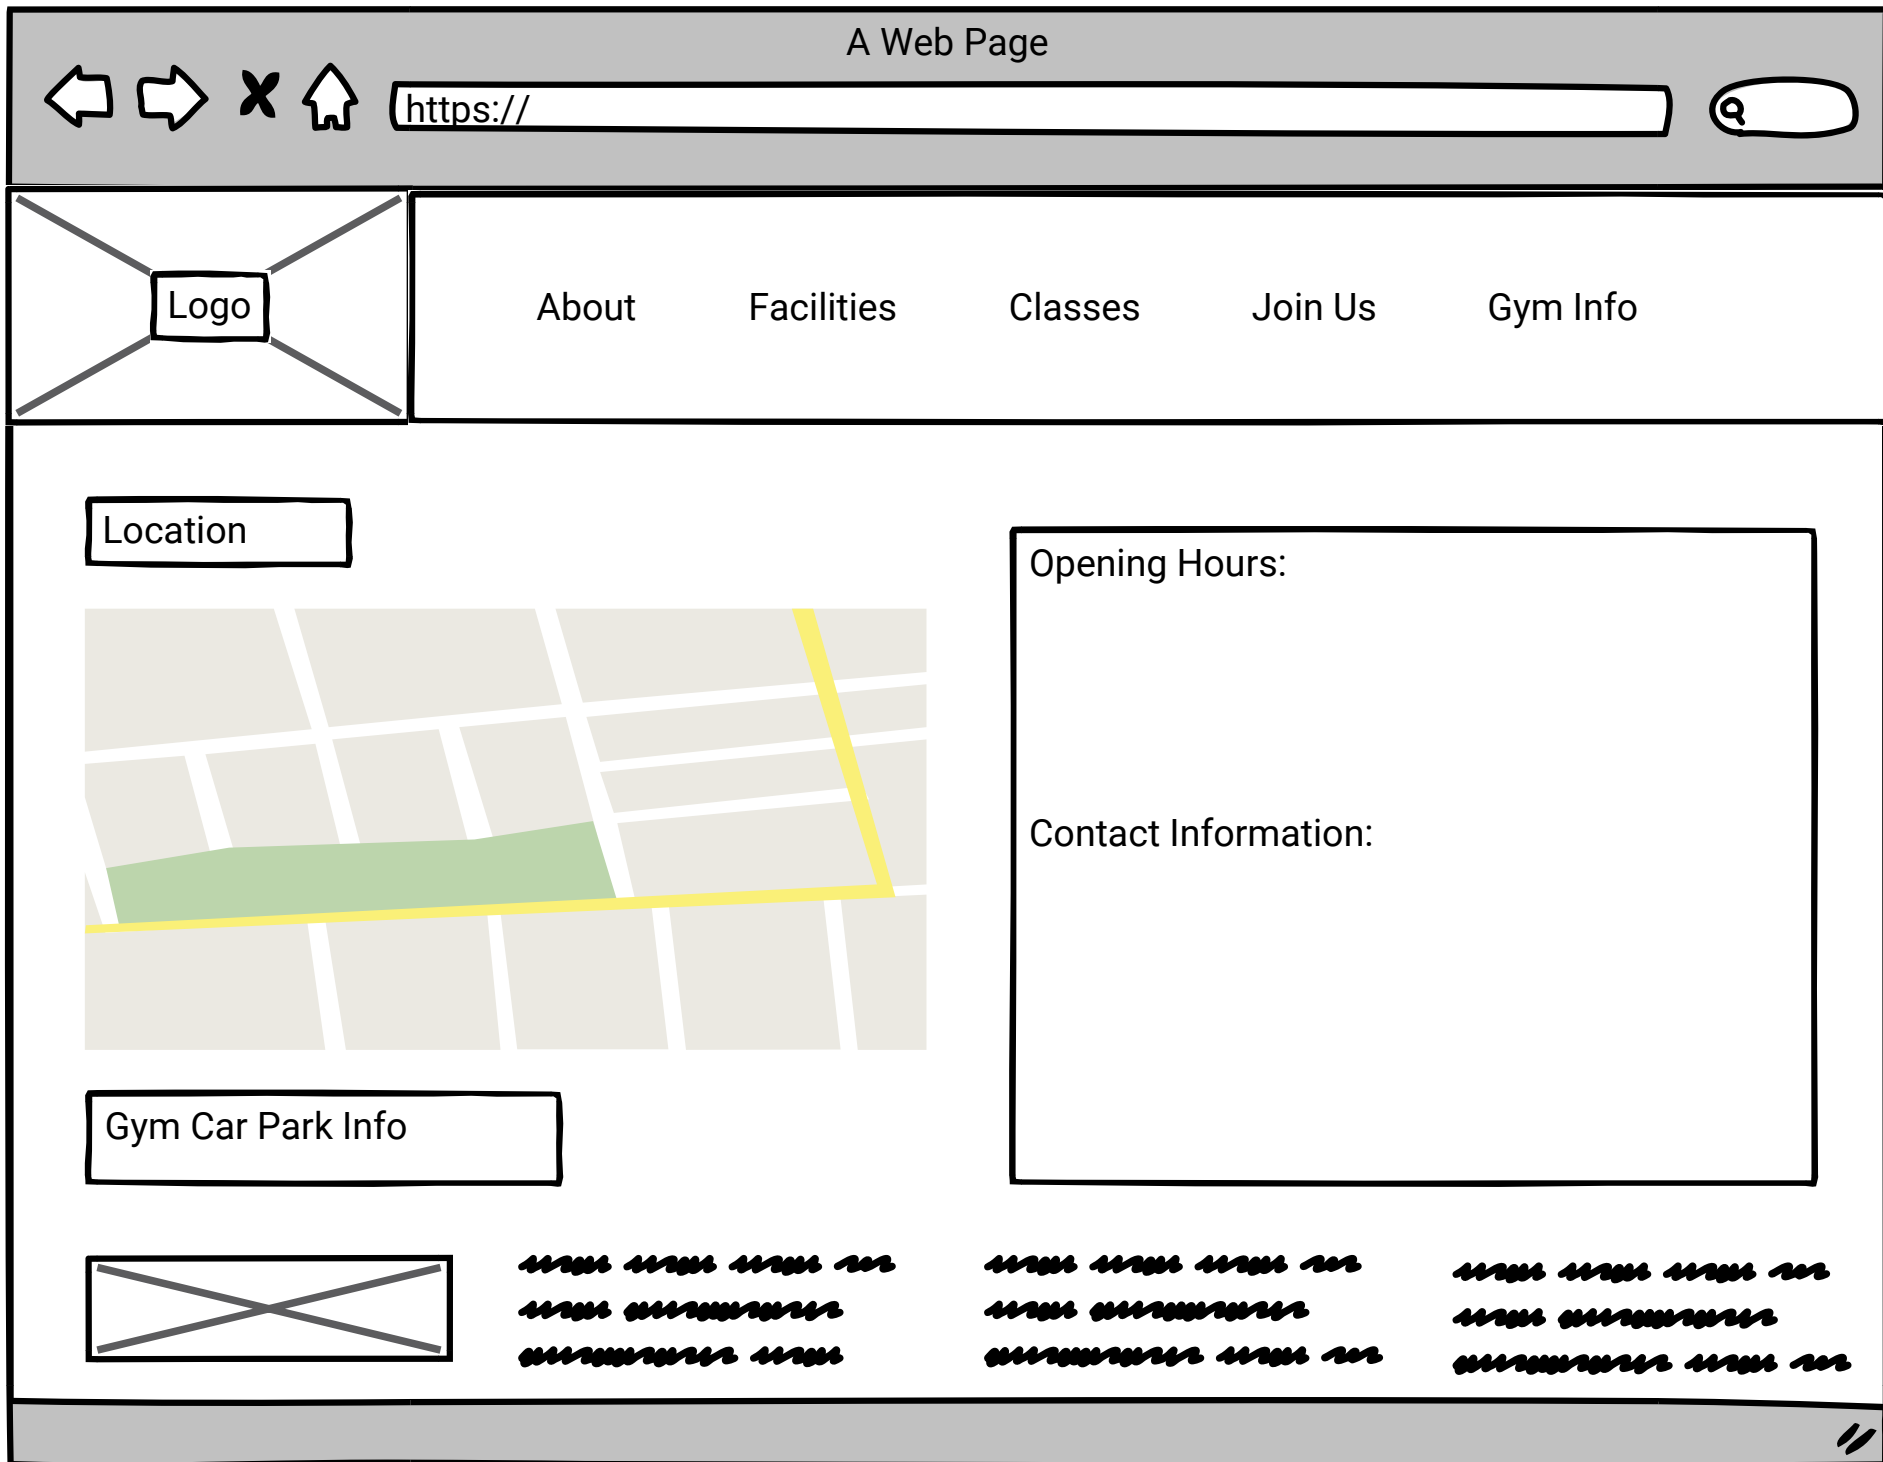 A Web Page
https://
Logo
About Facilities Classes Join Us Gym Info
Location
Opening Hours:
Contact Information:
Gym Car Park Info